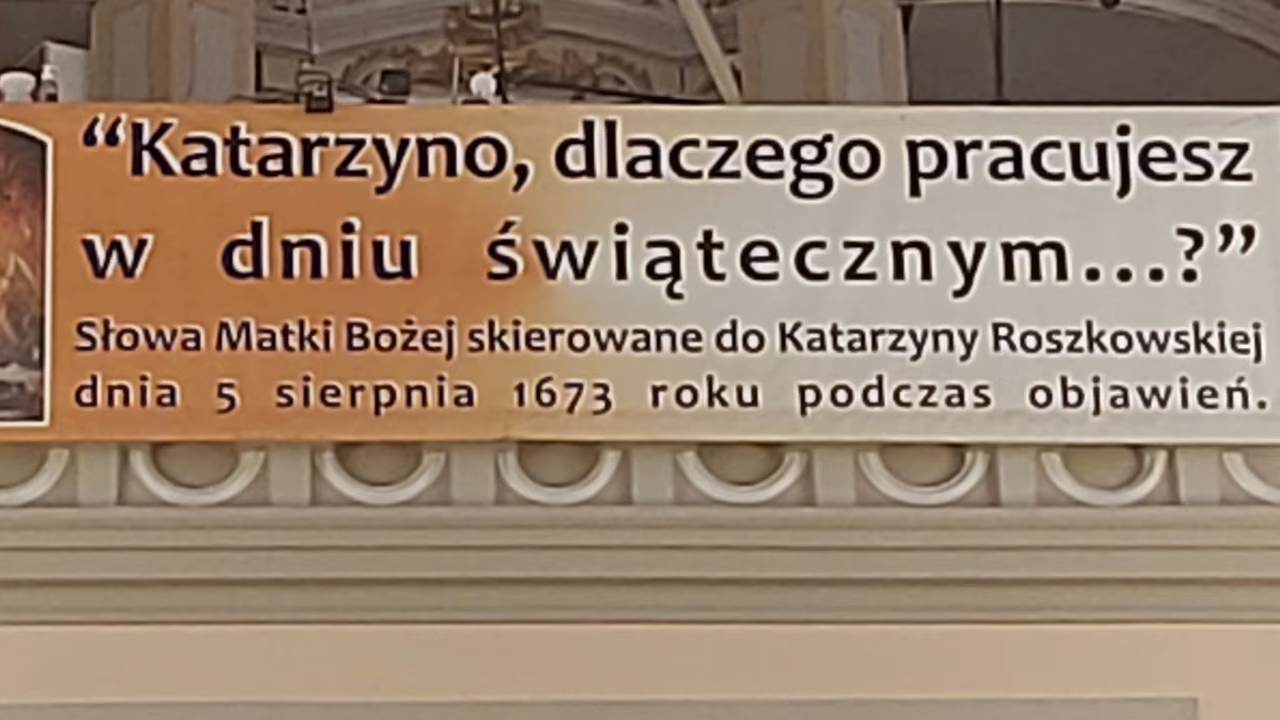 “Katarzyno, dlaczego pracujesz
w dniu świątecznym...?”
Słowa Matki Bożej skierowane do Katarzyny Roszkowskiej
dnia 5 sierpnia 1673 roku podczas objawień.